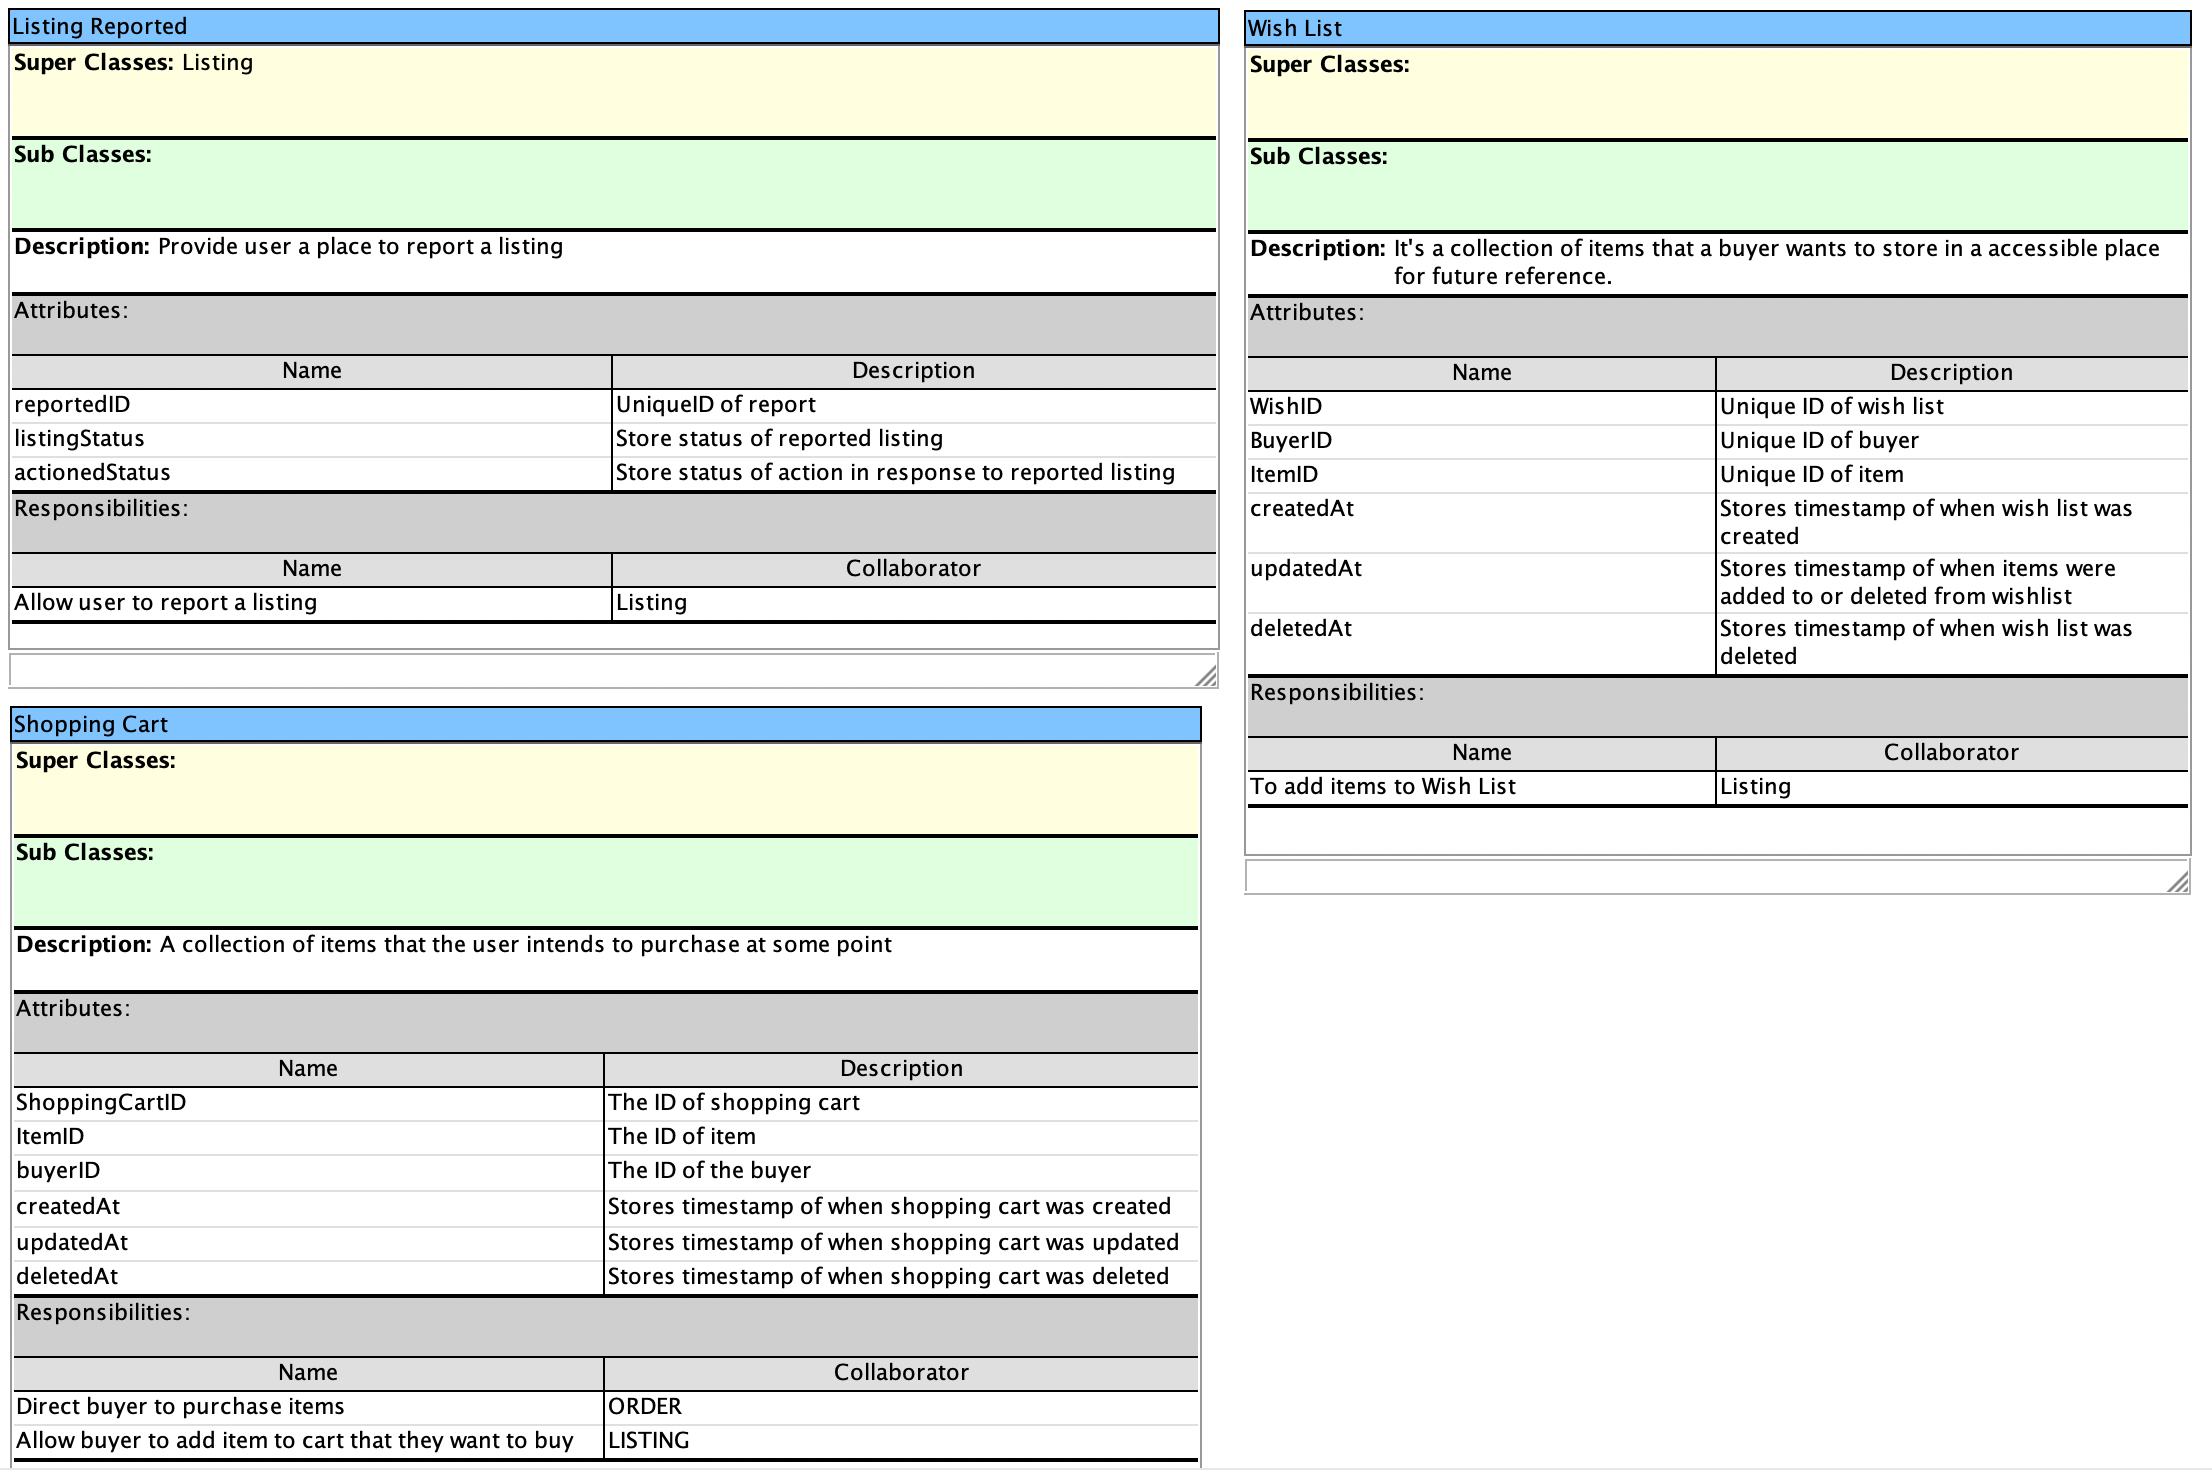 Listing Reported
Super Classes: Listing
Sub Classes:
Description: Provide user a place to report a listing
Attributes:
Name Description
reportedID UniqueID of report
listingStatus Store status of reported listing
actionedStatus Store status of action in response to reported listing
Responsibilities:
Name Collaborator
Allow user to report a listing Listing
Wish List
Super Classes:
Sub Classes:
Description: It's a collection of items that a buyer wants to store in a accessible place
for future reference.
Attributes:
Name Description
WishID Unique ID of wish list
BuyerID Unique ID of buyer
ItemID Unique ID of item
createdAt Stores timestamp of when wish list was
created
updatedAt Stores timestamp of when items were
added to or deleted from wishlist
deletedAt Stores timestamp of when wish list was
deleted
Responsibilities:
Name Collaborator
To add items to Wish List Listing
Shopping Cart
Super Classes:
Sub Classes:
Description: A collection of items that the user intends to purchase at some point
Attributes:
Name Description
ShoppingCartID The ID of shopping cart
ItemID The ID of item
buyerID The ID of the buyer
createdAt Stores timestamp of when shopping cart was created
updatedAt Stores timestamp of when shopping cart was updated
deletedAt Stores timestamp of when shopping cart was deleted
Responsibilities:
Name Collaborator
Direct buyer to purchase items ORDER
Allow buyer to add item to cart that they want to buy LISTING